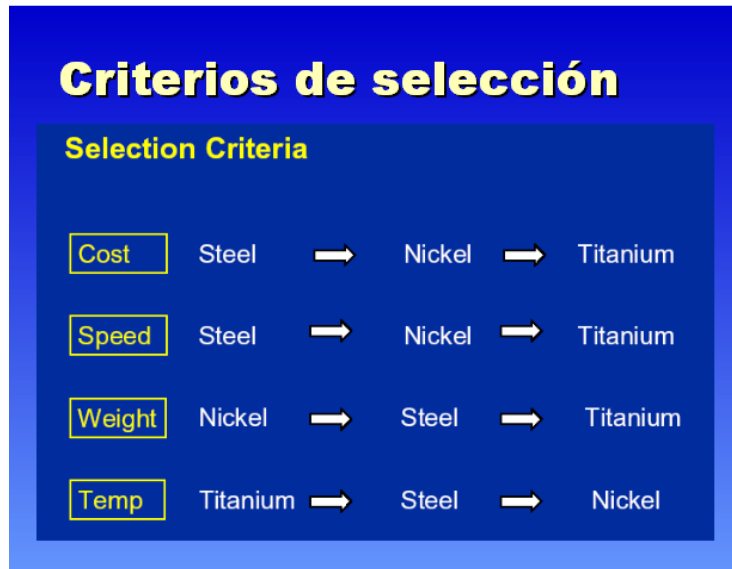 Criterios de selección
Selection Criteria
Cost Steel Nickel Titanium
Speed Steel Nickel Titanium
Weight Nickel Steel Titanium
Temp Titanium Steel Nickel